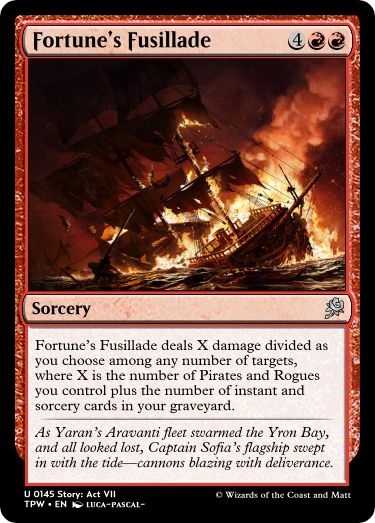 Fortune's Fusillade 4
Sorcery
Fortune's Fusillade deals X damage divided as
you choose among any number of targets,
where X is the number of Pirates and Rogues
you control plus the number of instant and
sorcery cards in your graveyard.
As Yaran's Aravanti fleet swarmed the Yron Bay,
and all looked lost, Captain Sofia's flagship swept
in with the tide—cannons blazing with deliverance.
U 0145 Story: Act VII
TPW • EN LUCA-PASCAL-
© Wizards of the Coast and Matt